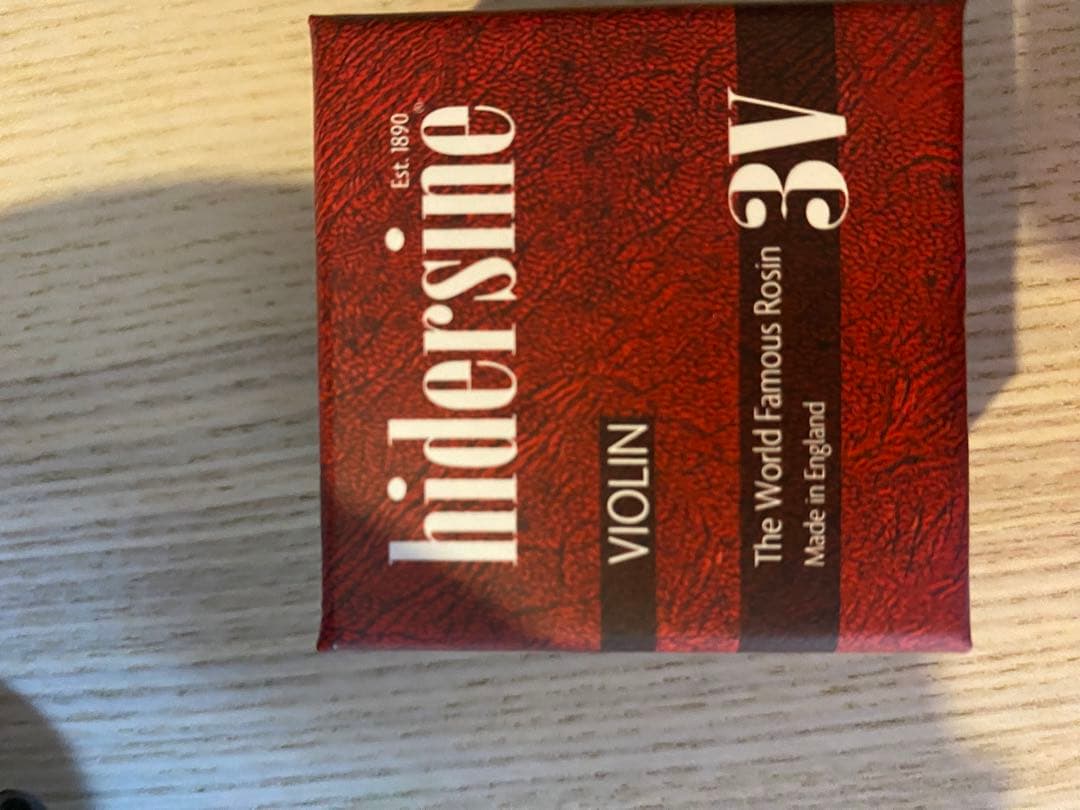 Est. 1890
hidersine®
VIOLIN
The World Famous Rosin 3V
Made in England